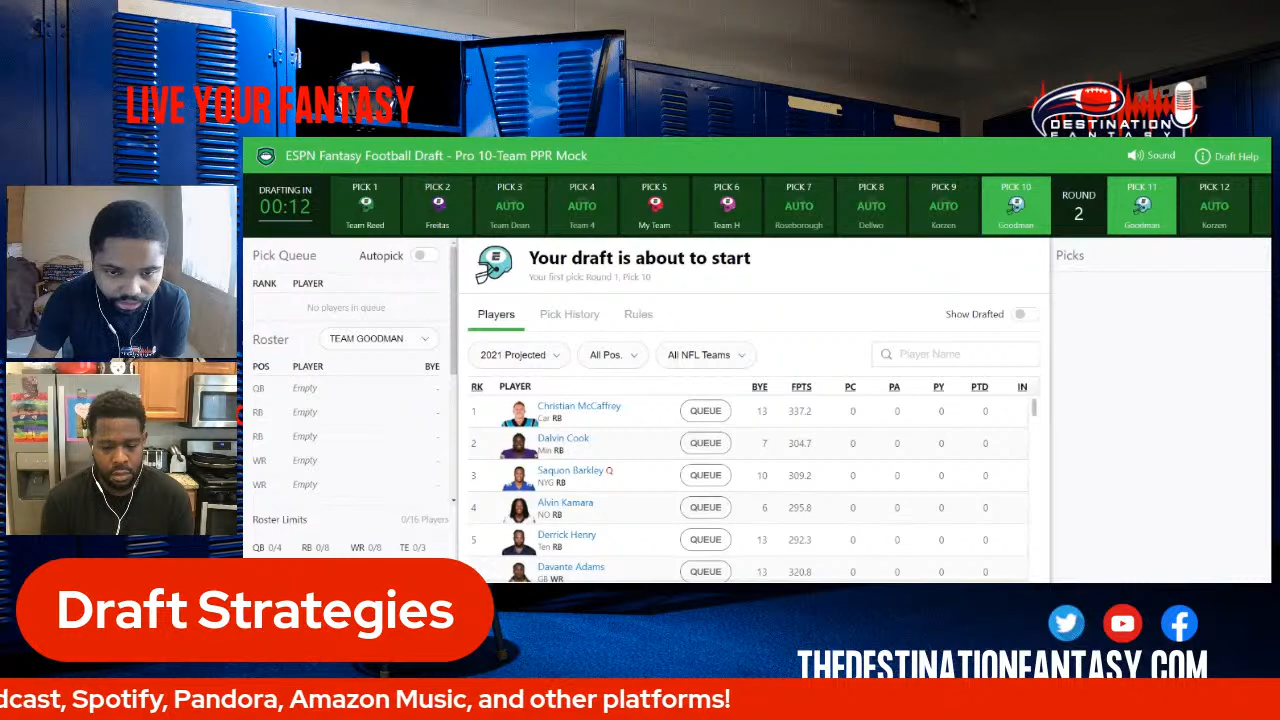 LIVE YOUR FANTASY
DESTINATION
FANTASY
ESPN Fantasy Football Draft - Pro 10-Team PPR Mock
Sound
Draft Help
DRAFTING IN
00:12
PICK 1
Team Reed
PICK 2
Freitas
PICK 3
AUTO
Team Dean
PICK 4
AUTO
Team 4
PICK 5
My Team
PICK 6
Team H
PICK 7
AUTO
Roseborough
PICK 8
AUTO
Dellwo
PICK 9
AUTO
Korzen
PICK 10
Goodman
ROUND
2
PICK 11
Goodman
PICK 12
AUTO
Korzen
Pick Queue
Autopick
RANK PLAYER
No players in queue
Roster
TEAM GOODMAN
POS PLAYER BYE
QB Empty -
RB Empty -
RB Empty -
WR Empty -
WR Empty -
Roster Limits 0/16 Players
QB 0/4 RB 0/8 WR 0/8 TE 0/3
Your draft is about to start
Your first pick: Round 1, Pick 10
Players Pick History Rules
Show Drafted
2021 Projected All Pos. All NFL Teams
Player Name
RK PLAYER BYE FPTS PC PA PY PTD IN
1 Christian McCaffrey QUEUE 13 337.2 0 0 0 0
Car RB
2 Dalvin Cook QUEUE 7 304.7 0 0 0 0
Min RB
3 Saquon Barkley Q QUEUE 10 309.2 0 0 0 0
NYG RB
4 Alvin Kamara QUEUE 6 295.8 0 0 0 0
NO RB
5 Derrick Henry QUEUE 13 292.3 0 0 0 0
Ten RB
Davante Adams QUEUE 13 320.8 0 0 0 0
GB WR
Picks
Draft Strategies
THEDESTINATIONFANTASY.COM
dcast, Spotify, Pandora, Amazon Music, and other platforms!